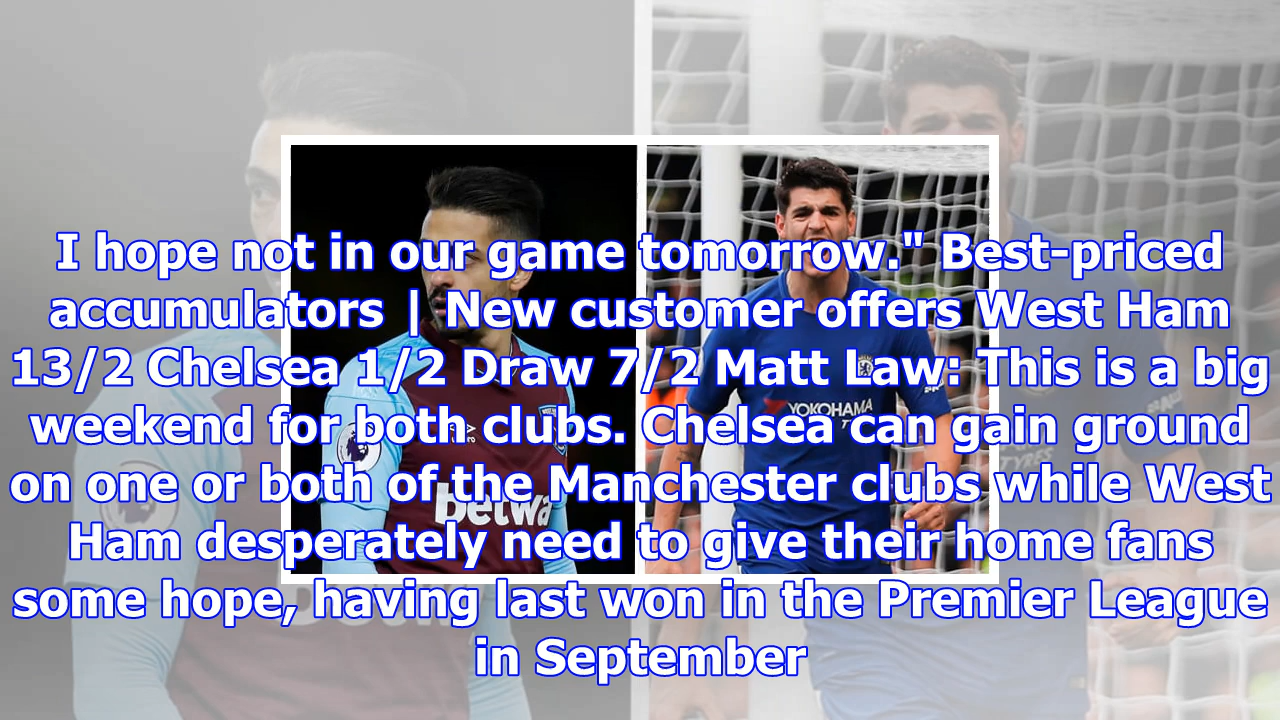 I hope not in our game tomorrow." Best-priced
accumulators | New customer offers West Ham
13/2 Chelsea 1/2 Draw 7/2 Matt Law: This is a big
weekend for both clubs. Chelsea can gain ground
on one or both of the Manchester clubs while West
Ham desperately need to give their home fans
some hope, having last won in the Premier League
in September
YOKOHAMA
betwa